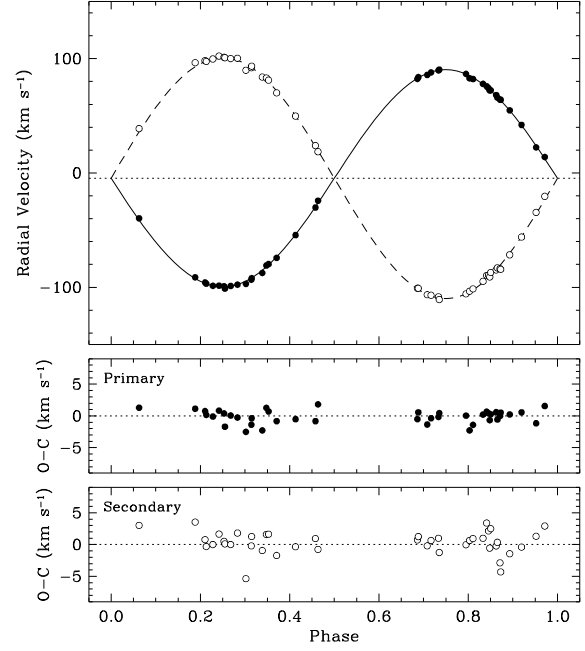 100
0
−100
Radial Velocity (km s⁻¹)
Primary
5
0
−5
O−C (km s⁻¹)
Secondary
5
0
−5
O−C (km s⁻¹)
0.0 0.2 0.4 0.6 0.8 1.0
Phase